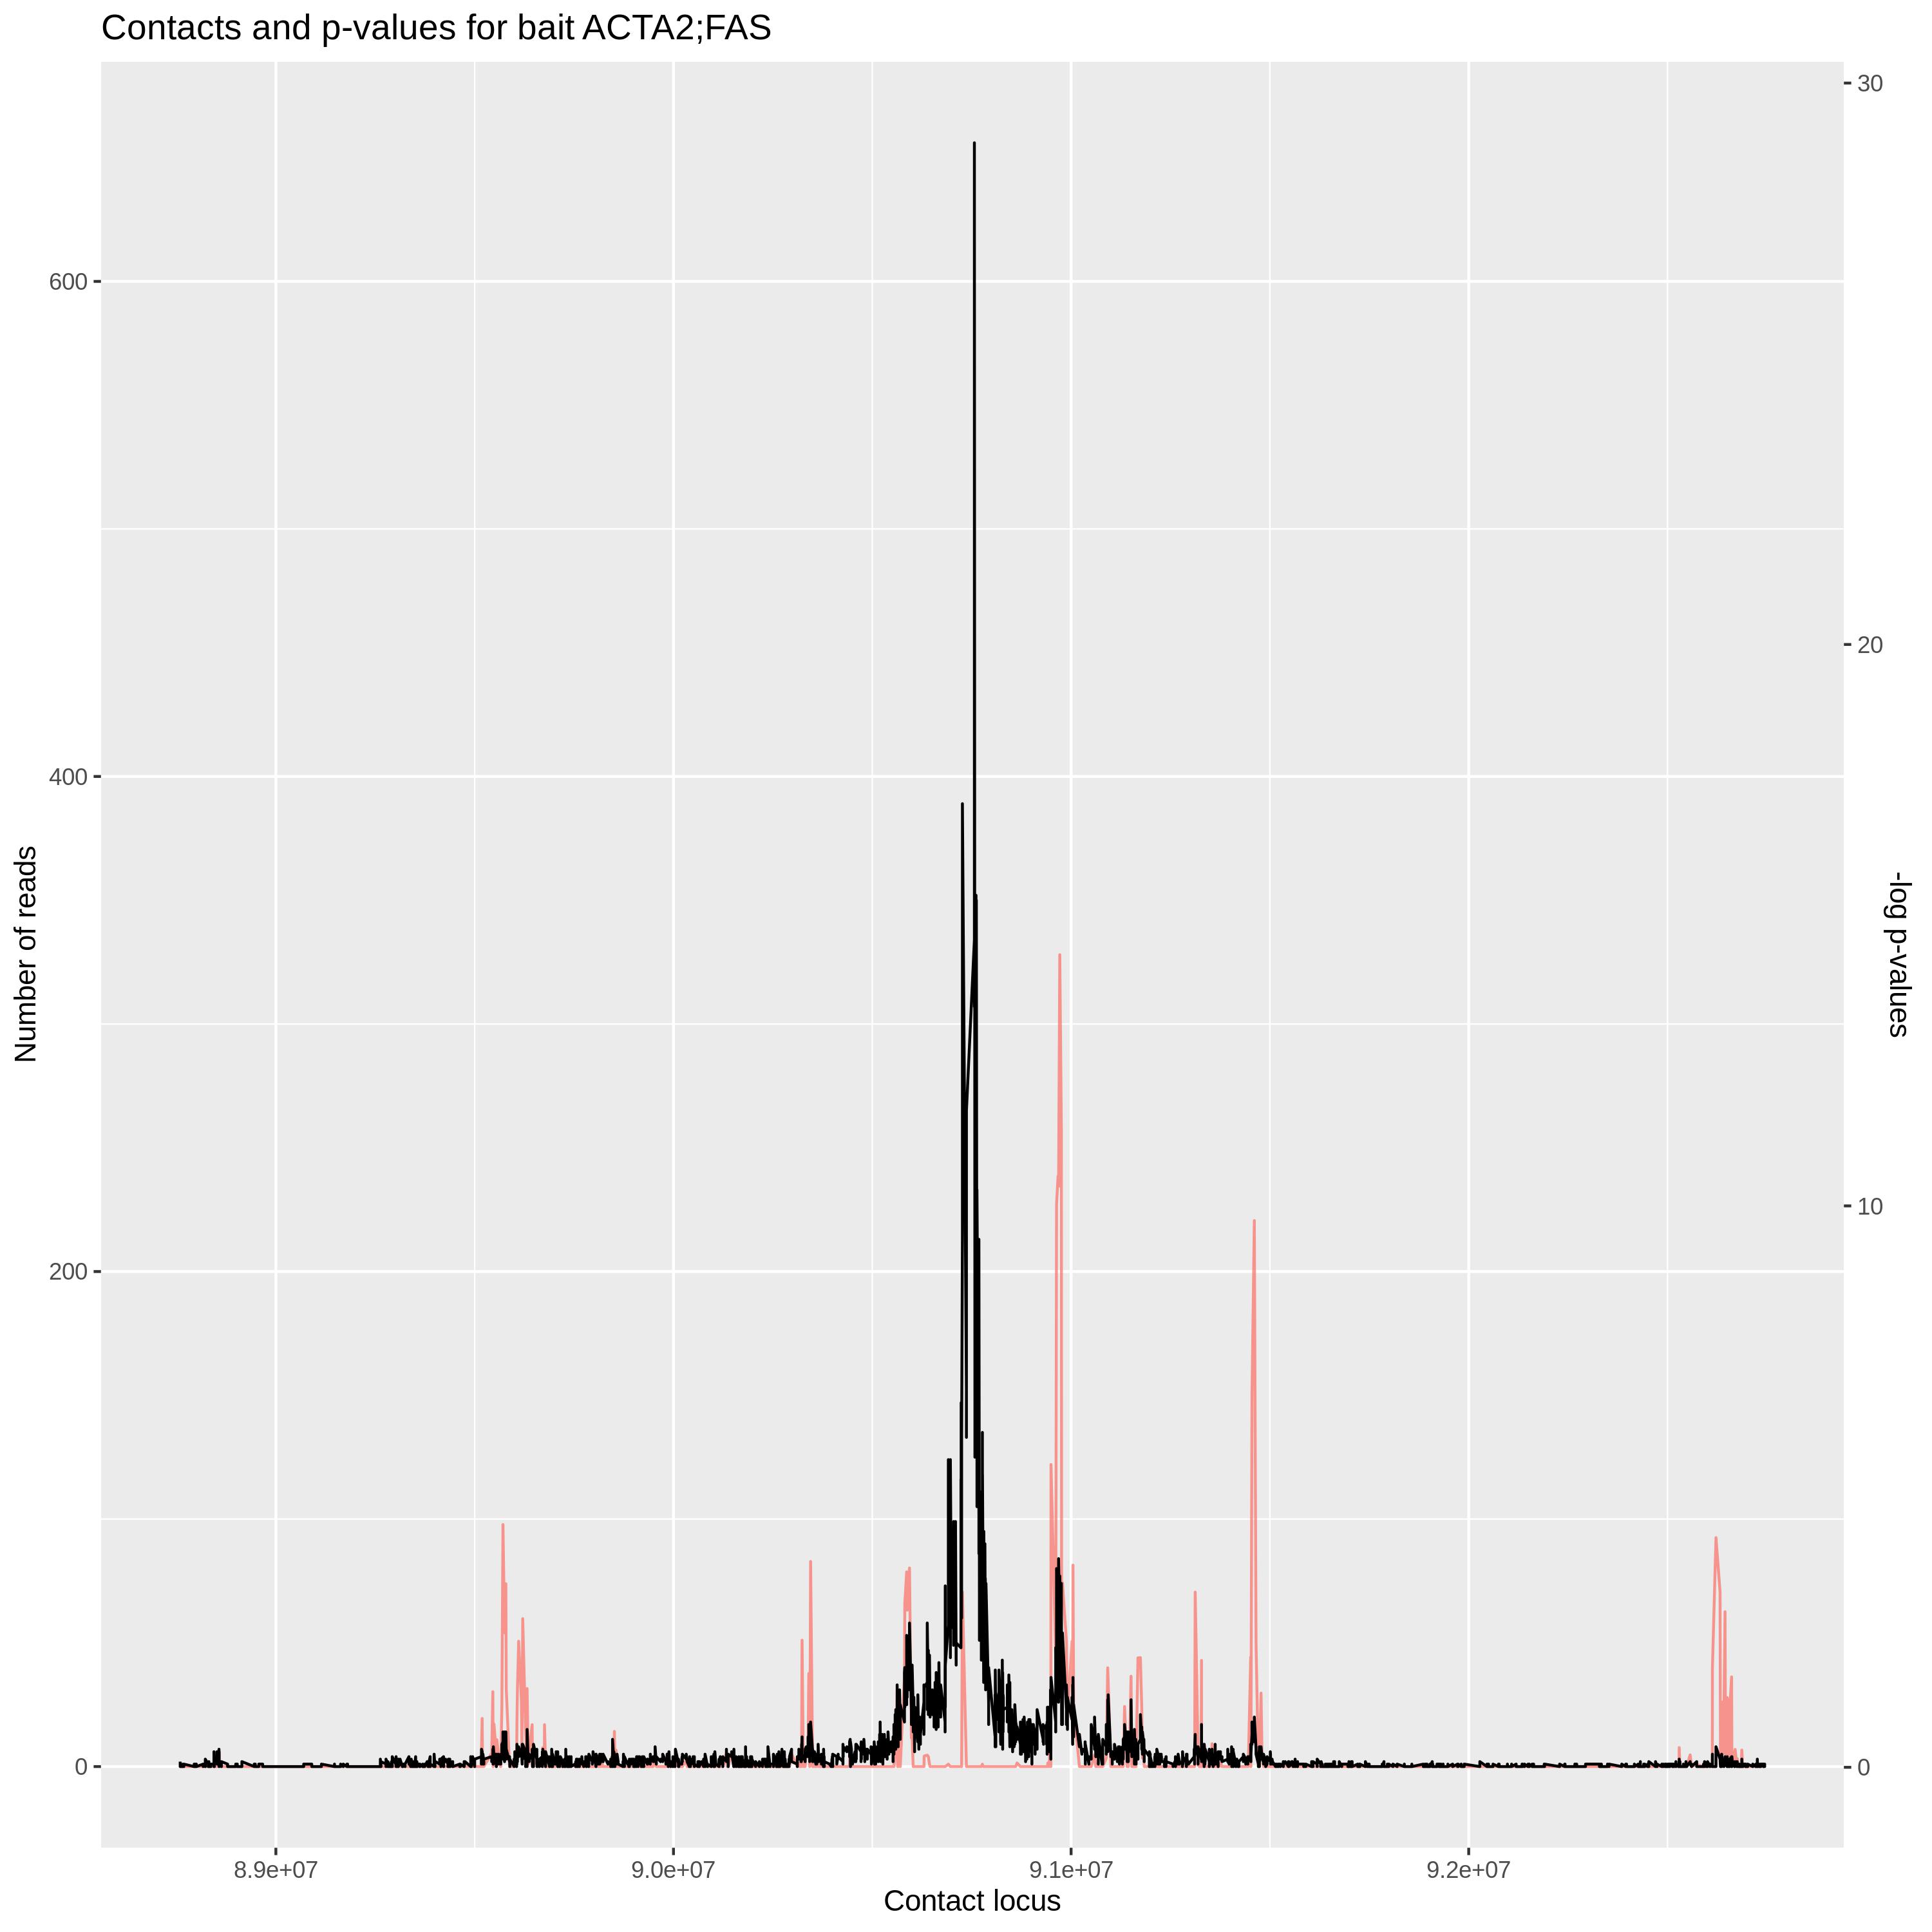 Contacts and p-values for bait ACTA2;FAS
30
600
20
400
Number of reads
-log p-values
10
200
0
0
8.9e+07
9.0e+07
9.1e+07
9.2e+07
Contact locus